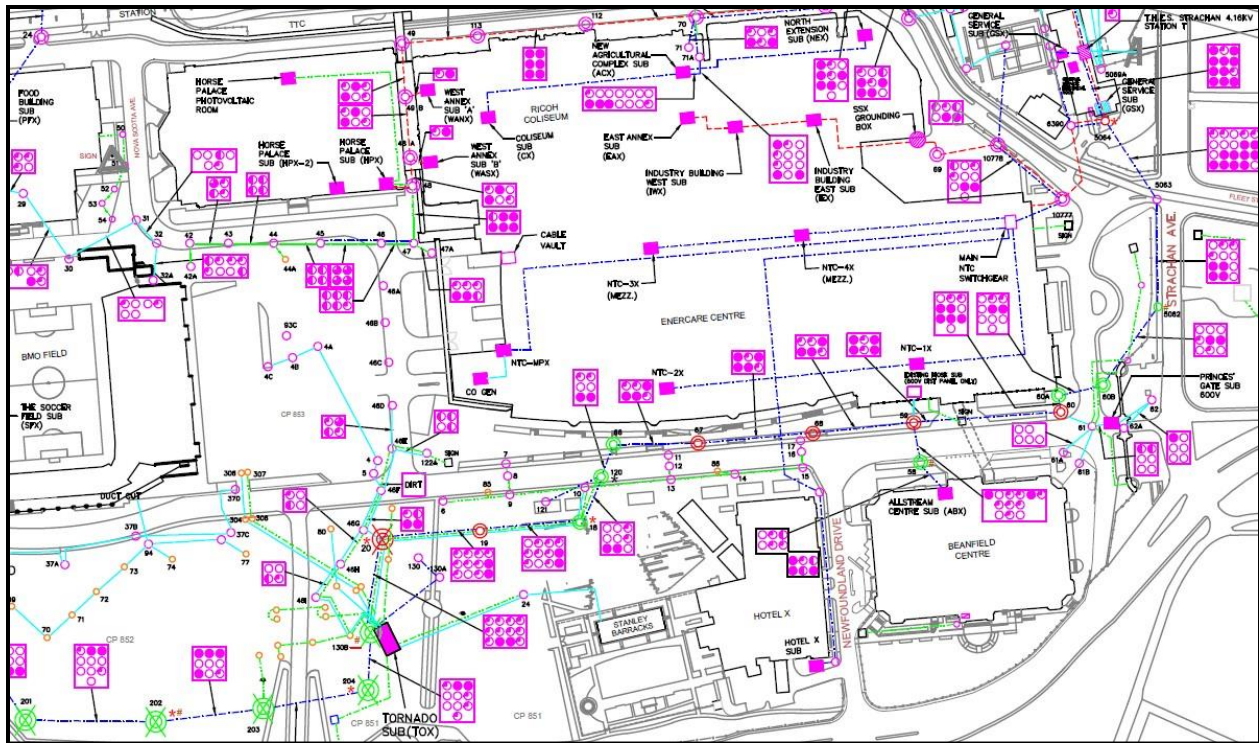 STATION
TTC
24
49
113
112
70
71
71A
NORTH
EXTENSION
SUB (NEX)
NEW
AGRICULTURAL
COMPLEX SUB
(ACX)
GENERAL
SERVICE
SUB (GSX)
T.H.E.S. STRACHAN 4.16KV
STATION T
5069A
GENERAL
SERVICE
SUB
(GSX)
6390
5064
FOOD
BUILDING
SUB
(PFX)
NOVA SCOTIA AVE.
50
SIGN
51
52
53
54
HORSE
PALACE
PHOTOVOLTAIC
ROOM
49 B
WEST
ANNEX
SUB 'A'
(WANX)
RICOH
COLISEUM
COLISEUM
SUB
(CX)
EAST ANNEX
SUB
(EAX)
SSX
GROUNDING
BOX
HORSE
PALACE
SUB (HPX-2)
HORSE
PALACE
SUB (HPX)
48 A
WEST
ANNEX
SUB 'B'
(WASX)
48
INDUSTRY BUILDING
WEST SUB
(IWX)
INDUSTRY
BUILDING
EAST SUB
(IEX)
69
10778
5063
FLEET ST
29
30
31
32
32A
42
42A
43
44
44A
45
46
47
47A
CABLE
VAULT
10777
SIGN
STRACHAN AVE.
NTC-3X
(MEZZ.)
NTC-4X
(MEZZ.)
MAIN
NTC
SWITCHGEAR
46A
46B
46C
46D
93C
4A
4B
4C
BMO FIELD
ENERCARE CENTRE
5062
NTC-MPX
CO GEN
NTC-2X
NTC-1X
PRINCES'
GATE SUB
600V
THE SOCCER
FIELD SUB
(SFX)
CP 853
60A
60
60B
SIGN
59
61
62
62A
61A
61B
66
67
68
46E
122A
SIGN
4
5
46F
DIRT
7
8
9
11
12
13
86
14
15
16
17
58
ALLSTREAM
CENTRE SUB (ABX)
DUCT CUT
306
307
37D
304
305
6
85
121
10
120
18
37B
94
37C
37A
73
74
77
72
71
70
80
46G
20
19
46H
48I
130
130A
24
STANLEY
BARRACKS
HOTEL X
BEANFIELD
CENTRE
NEWFOUNDLAND DRIVE
HOTEL X
SUB
CP 852
130B
201
202
203
204
CP 851
TORNADO
SUB(TOX)
CP 851